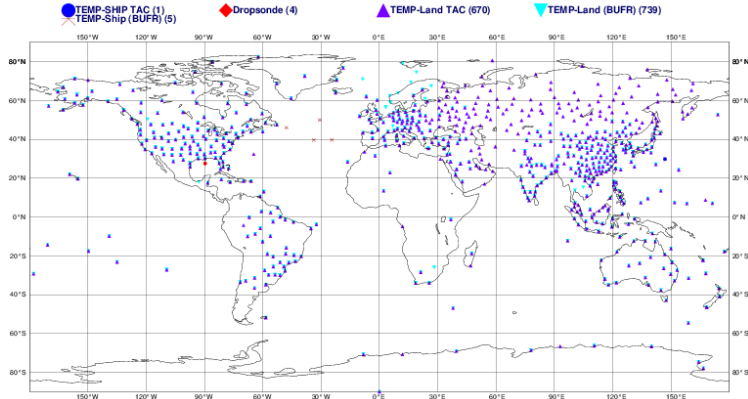 TEMP-SHIP TAC (1) Dropsonde (4) TEMP-Land TAC (670) TEMP-Land (BUFR) (739)
TEMP-Ship (BUFR) (5)
150°W 120°W 90°W 60°W 30°W 0°E 30°E 60°E 90°E 120°E 150°E
80°N 80°N
60°N 60°N
40°N 40°N
20°N 20°N
0°N 0°N
20°S 20°S
40°S 40°S
60°S 60°S
80°S 80°S
150°W 120°W 90°W 60°W 30°W 0°E 30°E 60°E 90°E 120°E 150°E